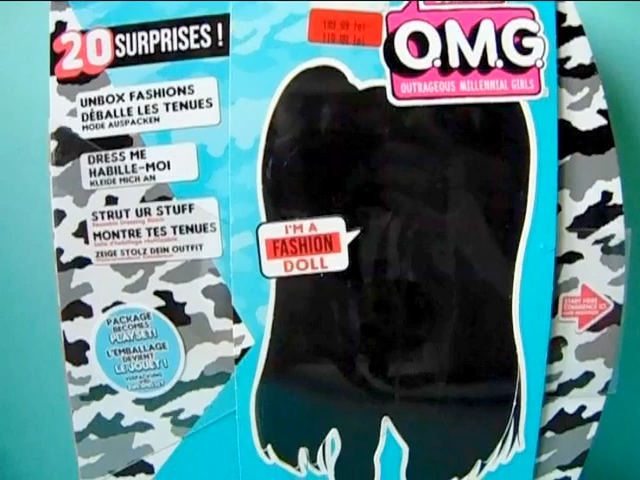 20 SURPRISES!
UNBOX FASHIONS
DÉBALLE LES TENUES
MODE AUSPACKEN
DRESS ME
HABILLE-MOI
KLEIDE MICH AN
STRUT UR STUFF
MONTRE TES TENUES
ZEIGE STOLZ DEIN OUTFIT
PACKAGE
BECOMES
PLAYSET!
L'EMBALLAGE
DEVIENT
LE JOUET!
O.M.G.
OUTRAGEOUS MILLENNIAL GIRLS
I'M A
FASHION
DOLL
START HERE